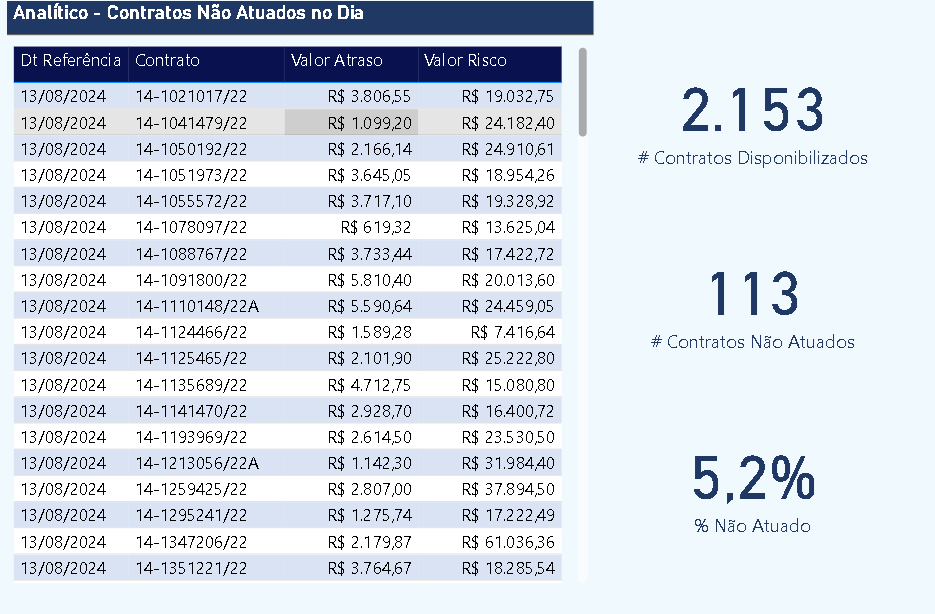 Analítico - Contratos Não Atuados no Dia
Dt Referência Contrato Valor Atraso Valor Risco
13/08/2024 14-1021017/22 R$ 3.806,55 R$ 19.032,75
13/08/2024 14-1041479/22 R$ 1.099,20 R$ 24.182,40
13/08/2024 14-1050192/22 R$ 2.166,14 R$ 24.910,61
13/08/2024 14-1051973/22 R$ 3.645,05 R$ 18.954,26
13/08/2024 14-1055572/22 R$ 3.717,10 R$ 19.328,92
13/08/2024 14-1078097/22 R$ 619,32 R$ 13.625,04
13/08/2024 14-1088767/22 R$ 3.733,44 R$ 17.422,72
13/08/2024 14-1091800/22 R$ 5.810,40 R$ 20.013,60
13/08/2024 14-1110148/22A R$ 5.590,64 R$ 24.459,05
13/08/2024 14-1124466/22 R$ 1.589,28 R$ 7.416,64
13/08/2024 14-1125465/22 R$ 2.101,90 R$ 25.222,80
13/08/2024 14-1135689/22 R$ 4.712,75 R$ 15.080,80
13/08/2024 14-1141470/22 R$ 2.928,70 R$ 16.400,72
13/08/2024 14-1193969/22 R$ 2.614,50 R$ 23.530,50
13/08/2024 14-1213056/22A R$ 1.142,30 R$ 31.984,40
13/08/2024 14-1259425/22 R$ 2.807,00 R$ 37.894,50
13/08/2024 14-1295241/22 R$ 1.275,74 R$ 17.222,49
13/08/2024 14-1347206/22 R$ 2.179,87 R$ 61.036,36
13/08/2024 14-1351221/22 R$ 3.764,67 R$ 18.285,54
2.153
# Contratos Disponibilizados
113
# Contratos Não Atuados
5,2%
% Não Atuado